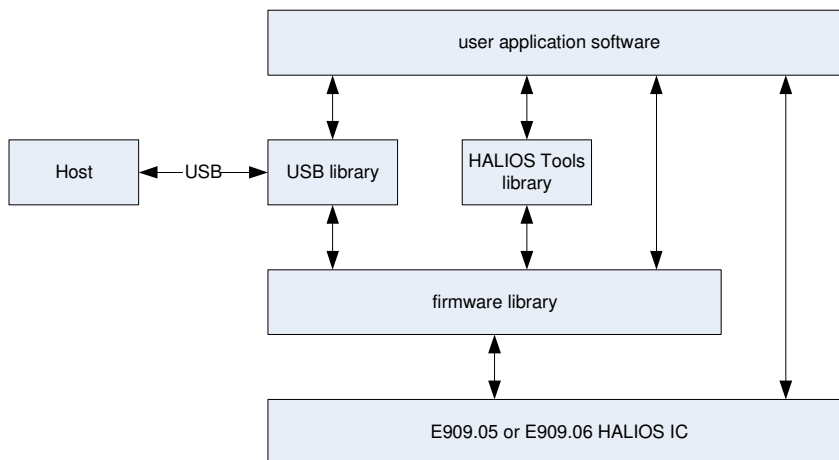 user application software
Host
USB
USB library
HALIOS Tools
library
firmware library
E909.05 or E909.06 HALIOS IC